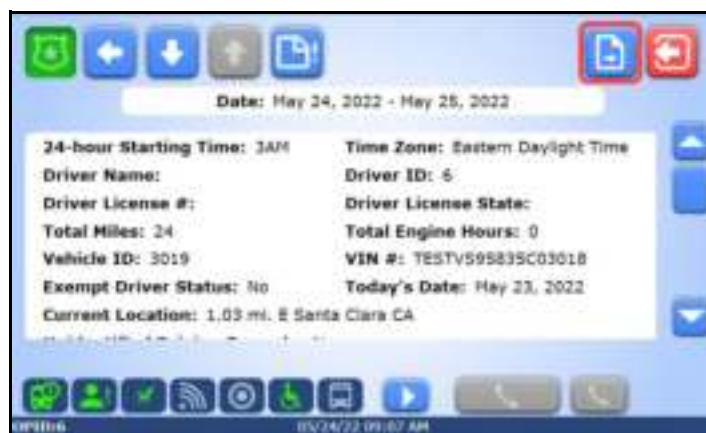 Date: May 24, 2022 - May 25, 2022
24-hour Starting Time: 3AM Time Zone: Eastern Daylight Time
Driver Name: Driver ID: 6
Driver License #: Driver License State:
Total Miles: 24 Total Engine Hours: 0
Vehicle ID: 3019 VIN #:
Exempt Driver Status: No Today's Date: May 23, 2022
Current Location: 1.03 mi. E Santa Clara CA
OPID:6 05/24/22 09:07 AM